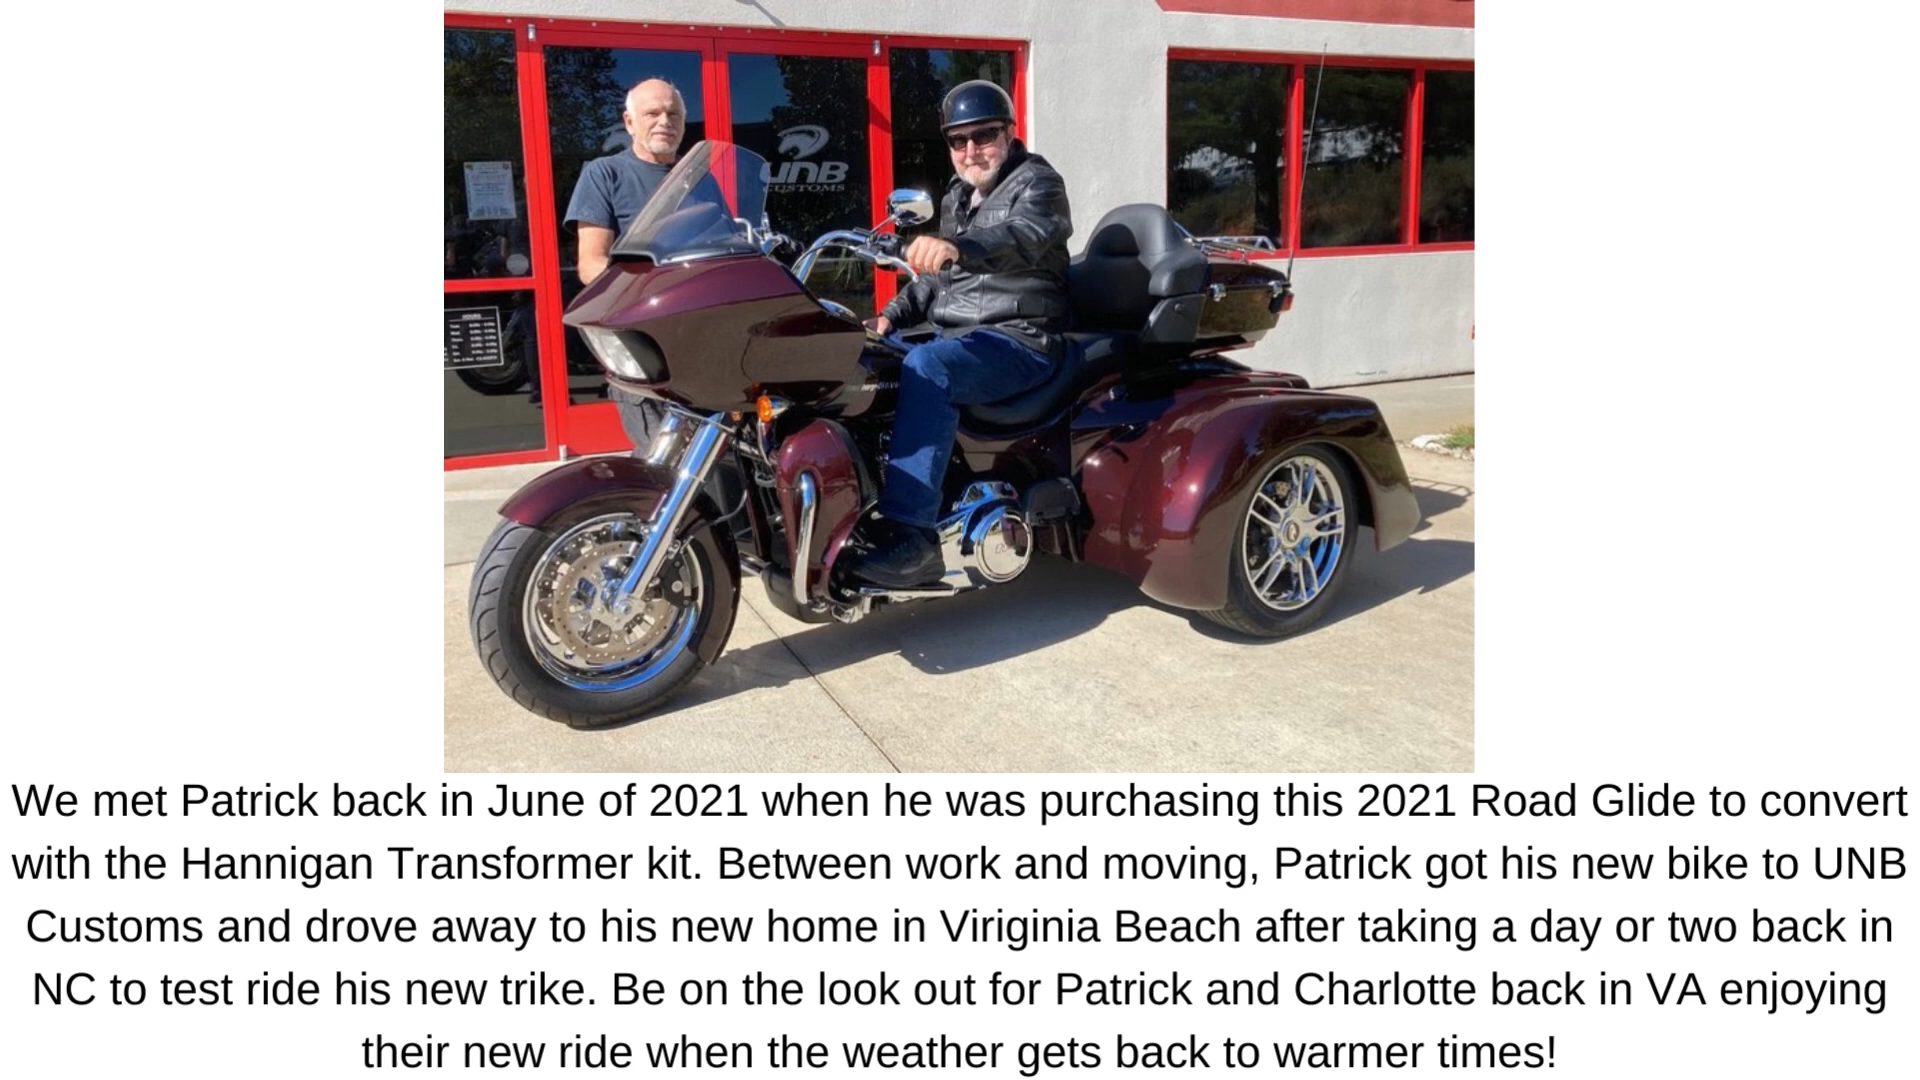 UNB
CUSTOMS
HOURS
We met Patrick back in June of 2021 when he was purchasing this 2021 Road Glide to convert
with the Hannigan Transformer kit. Between work and moving, Patrick got his new bike to UNB
Customs and drove away to his new home in Viriginia Beach after taking a day or two back in
NC to test ride his new trike. Be on the look out for Patrick and Charlotte back in VA enjoying
their new ride when the weather gets back to warmer times!